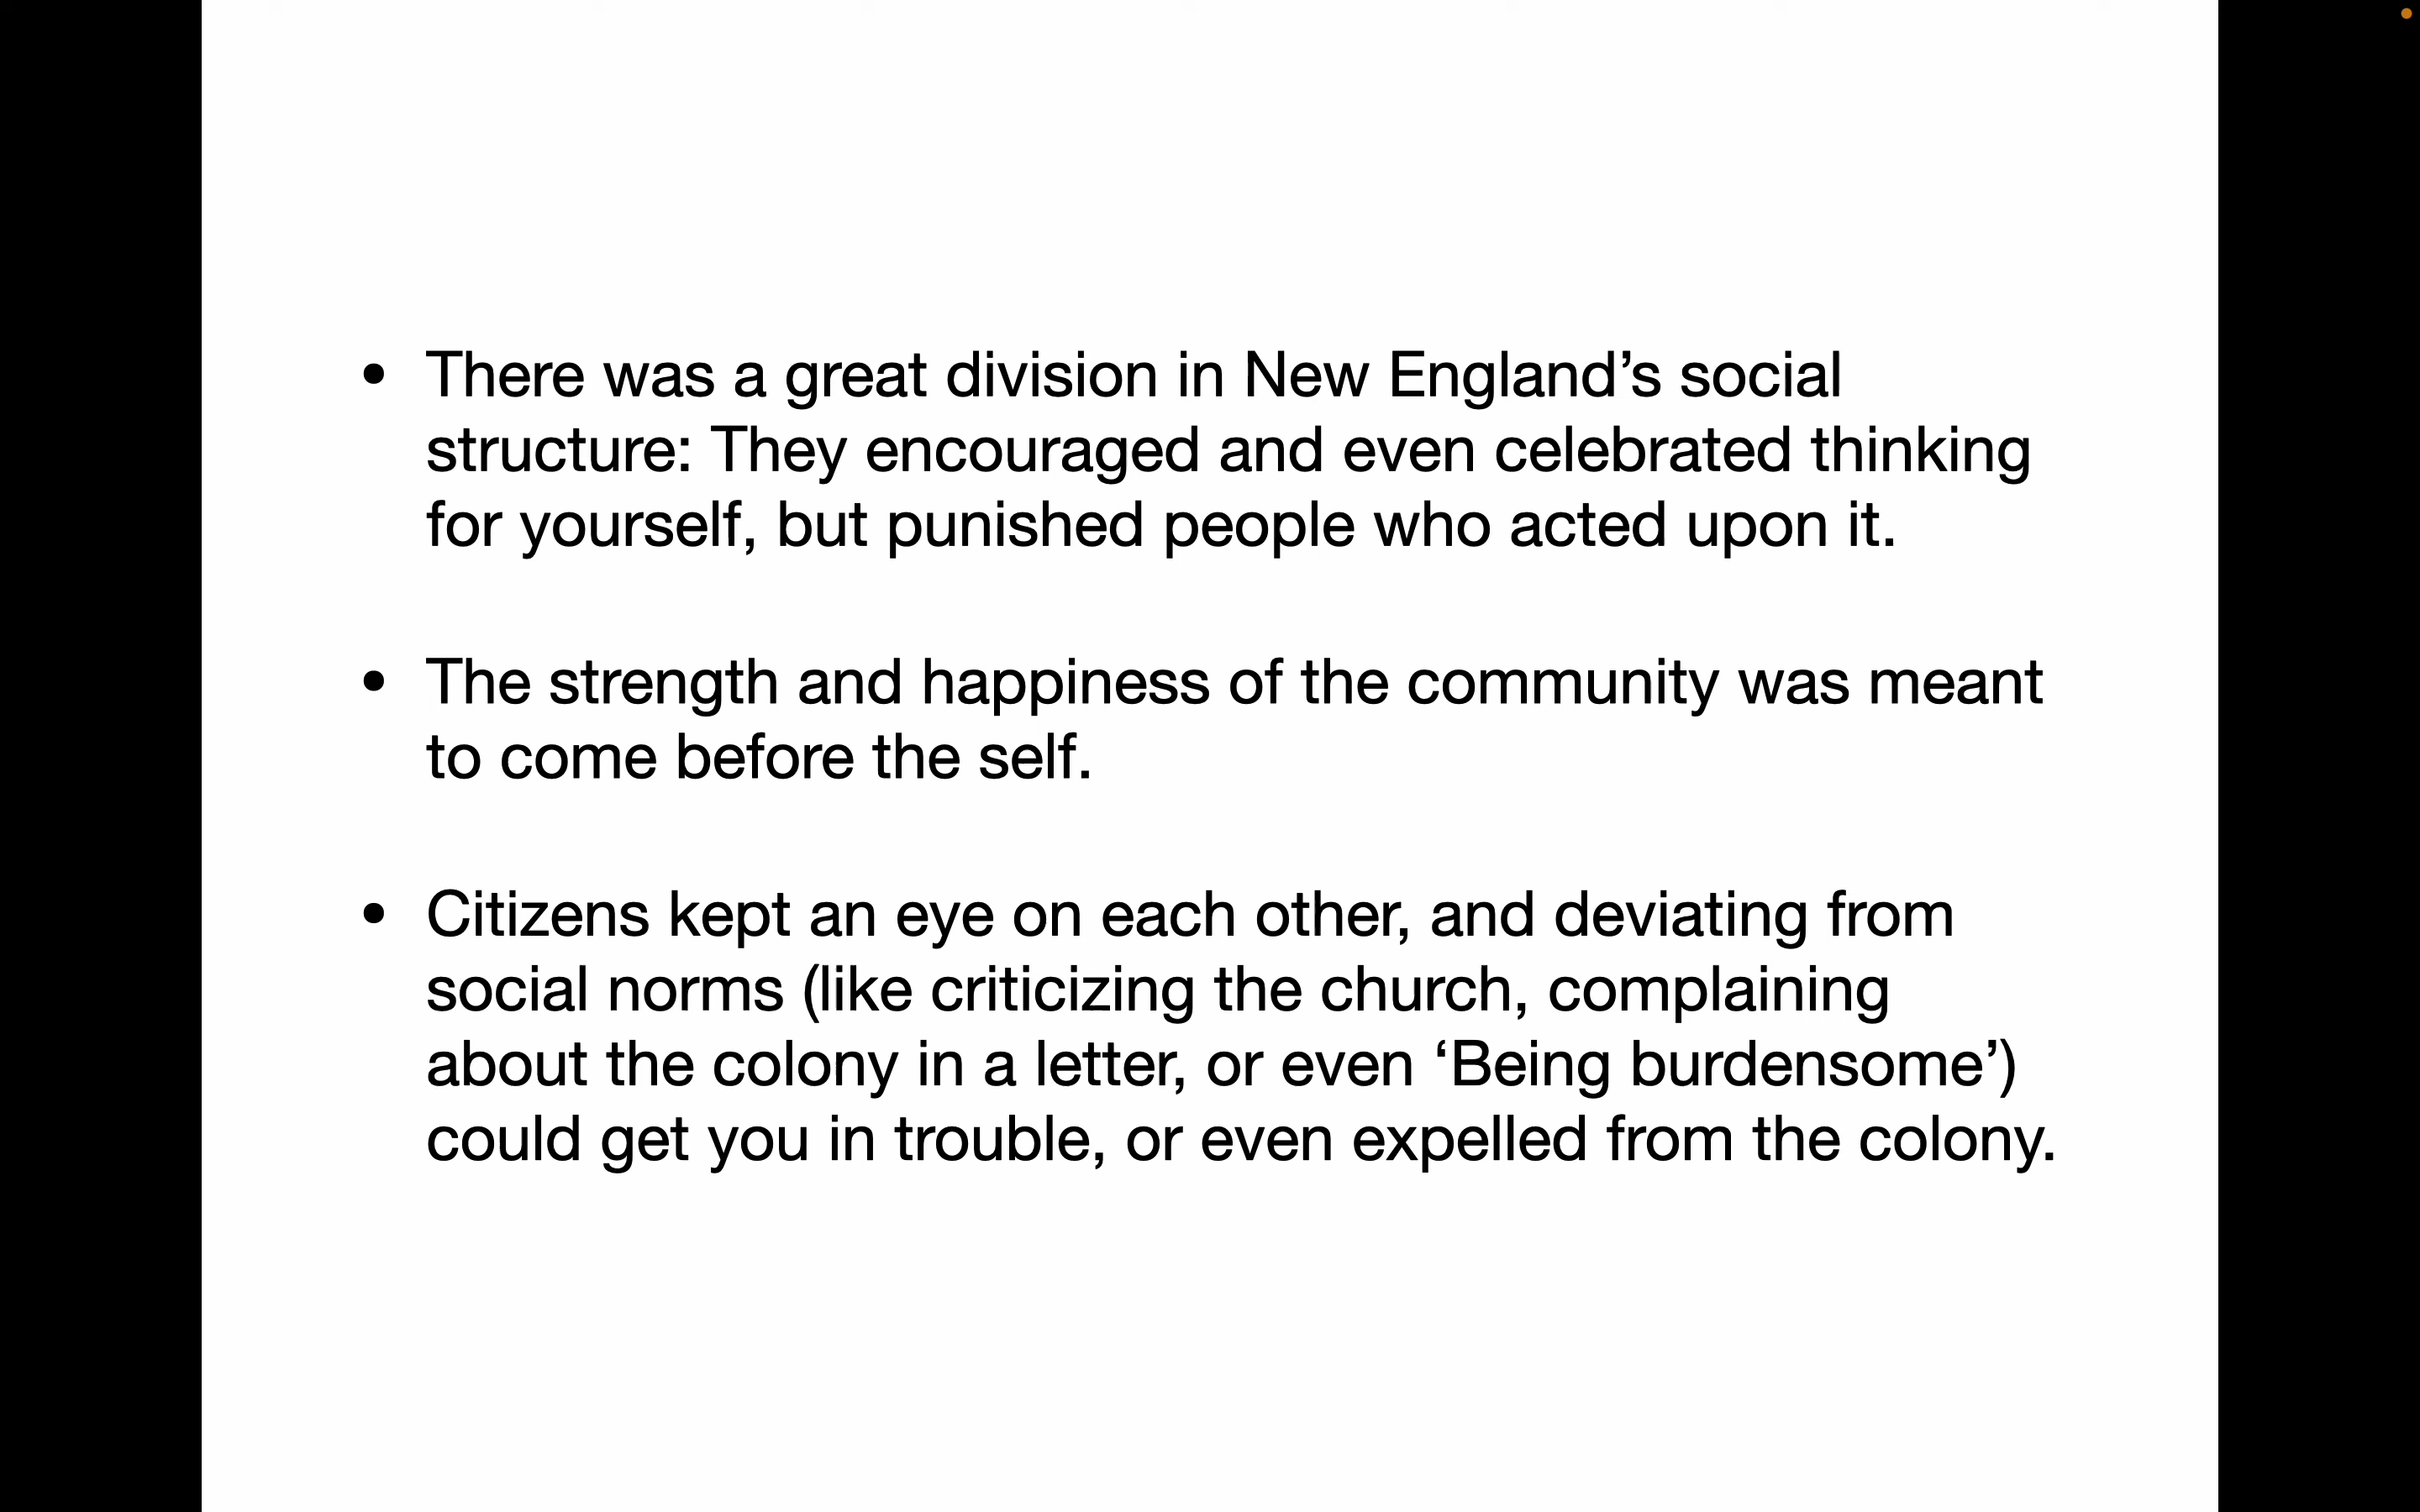 • There was a great division in New England’s social
structure: They encouraged and even celebrated thinking
for yourself, but punished people who acted upon it.
• The strength and happiness of the community was meant
to come before the self.
• Citizens kept an eye on each other, and deviating from
social norms (like criticizing the church, complaining
about the colony in a letter, or even ‘Being burdensome’)
could get you in trouble, or even expelled from the colony.